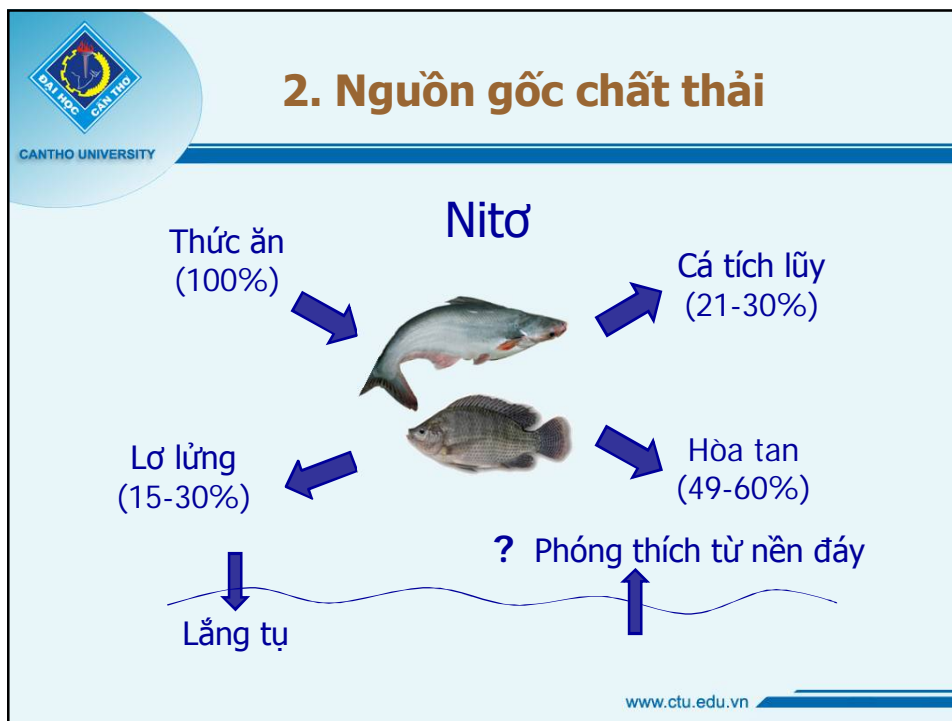 2. Nguồn gốc chất thải
ĐẠI HỌC CẦN THƠ
CANTHO UNIVERSITY
Nitơ
Thức ăn
(100%)
Cá tích lũy
(21-30%)
Lơ lửng
(15-30%)
Hòa tan
(49-60%)
? Phóng thích từ nền đáy
Lắng tụ
www.ctu.edu.vn